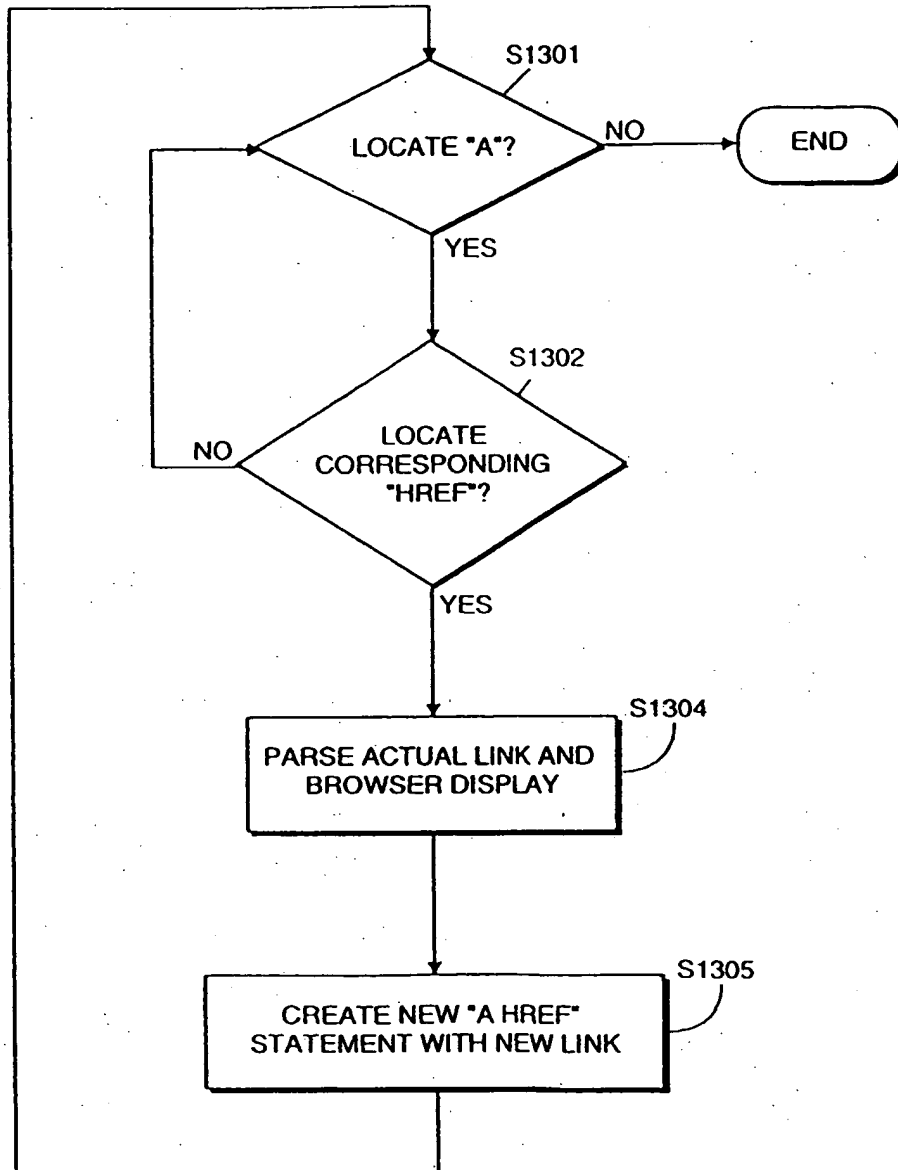 S1301
LOCATE "A"?
NO
END
YES
S1302
LOCATE
CORRESPONDING
"HREF"?
NO
YES
S1304
PARSE ACTUAL LINK AND
BROWSER DISPLAY
S1305
CREATE NEW "A HREF"
STATEMENT WITH NEW LINK